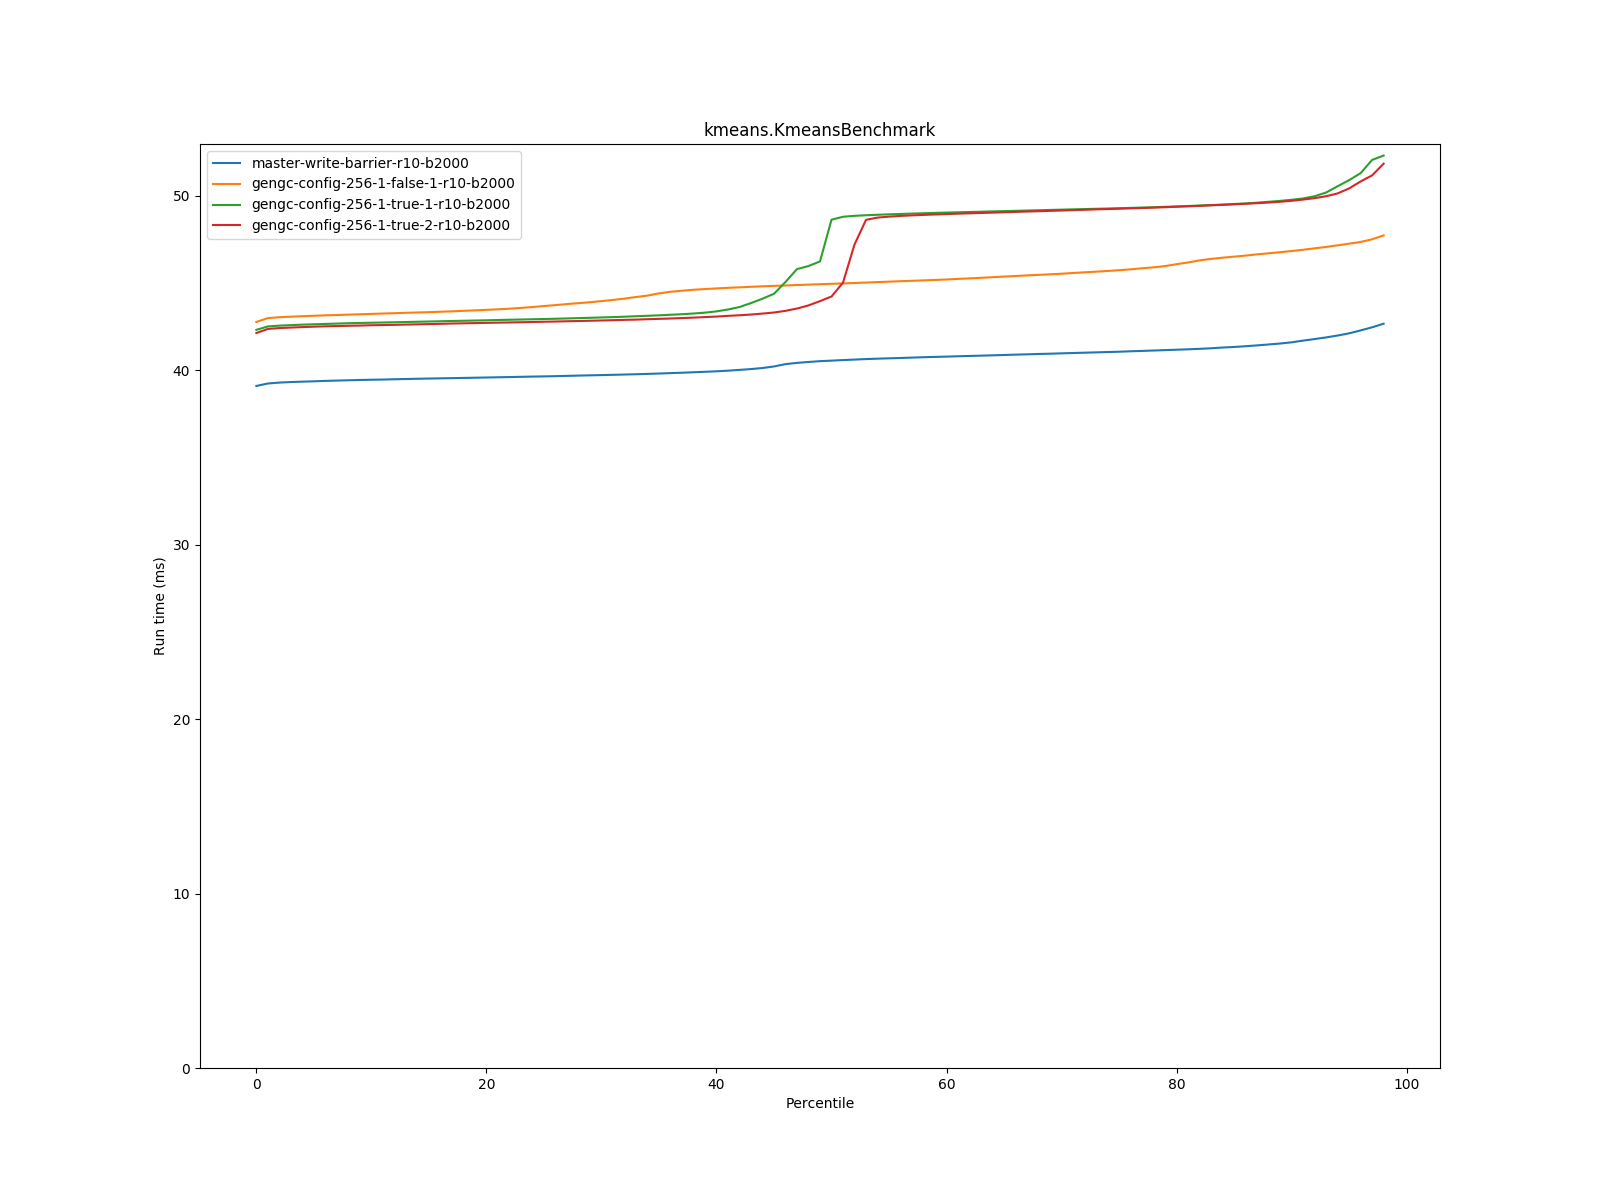 kmeans.KmeansBenchmark
master-write-barrier-r10-b2000
gengc-config-256-1-false-1-r10-b2000
gengc-config-256-1-true-1-r10-b2000
gengc-config-256-1-true-2-r10-b2000
50
40
30
20
10
0
Run time (ms)
0 20 40 60 80 100
Percentile